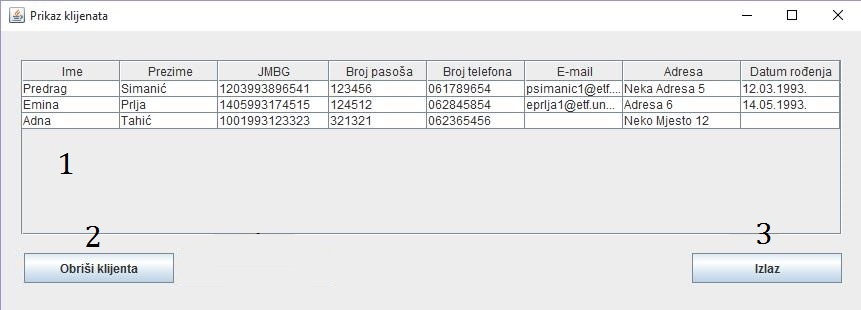 Prikaz klijenata
Ime Prezime JMBG Broj pasoša Broj telefona E-mail Adresa Datum rođenja
Predrag Simanić 1203993896541 123456 061789654 psimanic1@etf.... Neka Adresa 5 12.03.1993.
Emina Prlja 1405993174515 124512 062845854 eprlja1@etf.un... Adresa 6 14.05.1993.
Adna Tahić 1001993123323 321321 062365456 Neko Mjesto 12
1
2 3
Obriši klijenta Izlaz